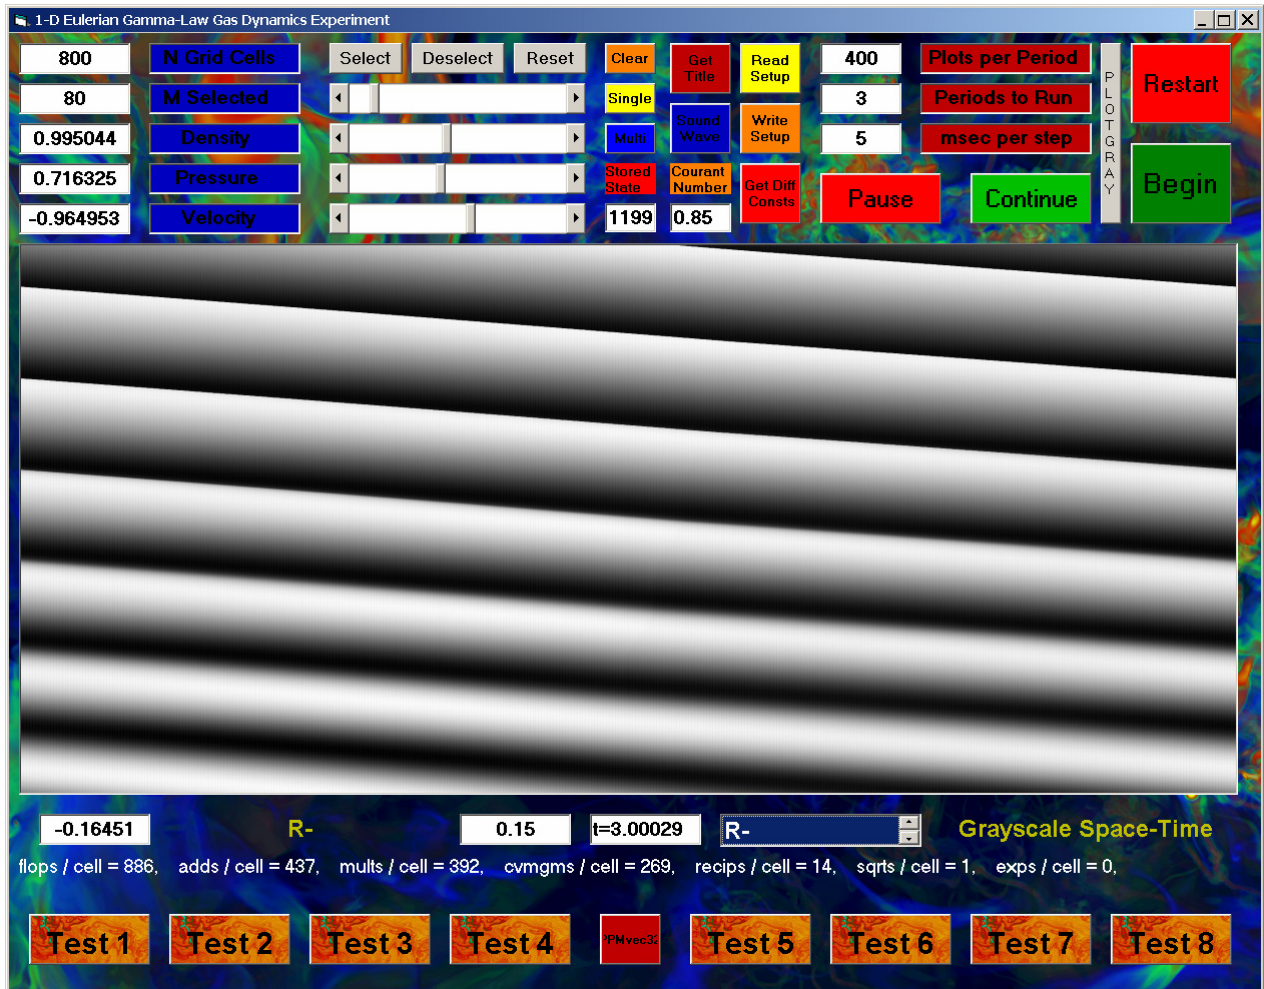 1-D Eulerian Gamma-Law Gas Dynamics Experiment
800 N Grid Cells Select Deselect Reset Clear Get Title Read Setup 400 Plots per Period PLOTGRAY Restart
80 M Selected Single 3 Periods to Run
0.995044 Density Multi Sound Wave Write Setup 5 msec per step
0.716325 Pressure Stored State Courant Number Get Diff Consts Pause Continue Begin
-0.964953 Velocity 1199 0.85
-0.16451 R- 0.15 t=3.00029 R- Grayscale Space-Time
flops / cell = 886, adds / cell = 437, mults / cell = 392, cvmgms / cell = 269, recips / cell = 14, sqrts / cell = 1, exps / cell = 0,
Test 1 Test 2 Test 3 Test 4 PPMvec32 Test 5 Test 6 Test 7 Test 8